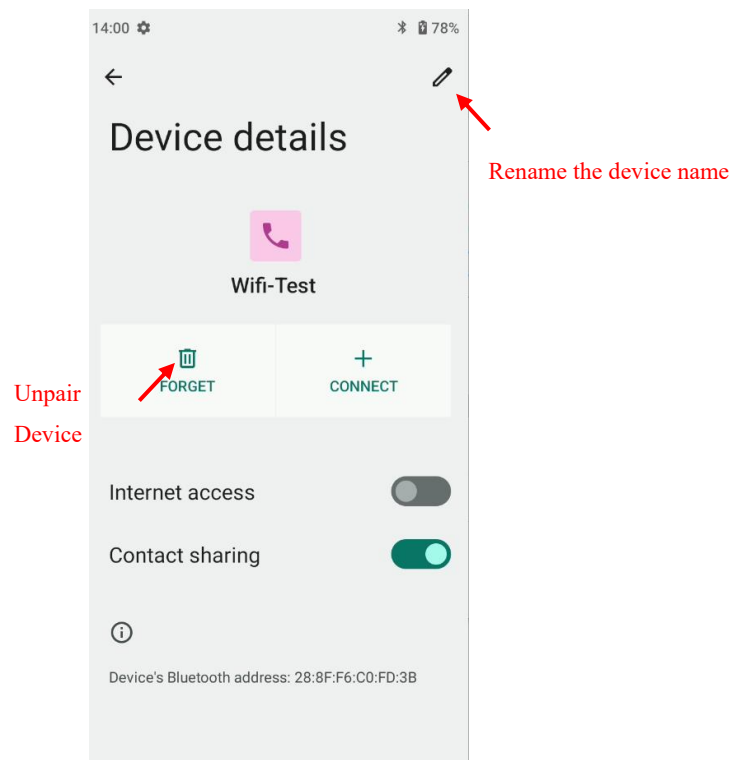 14:00 78%
Device details
Rename the device name
Wifi-Test
FORGET CONNECT
Unpair
Device
Internet access
Contact sharing
Device's Bluetooth address: 28:8F:F6:C0:FD:3B